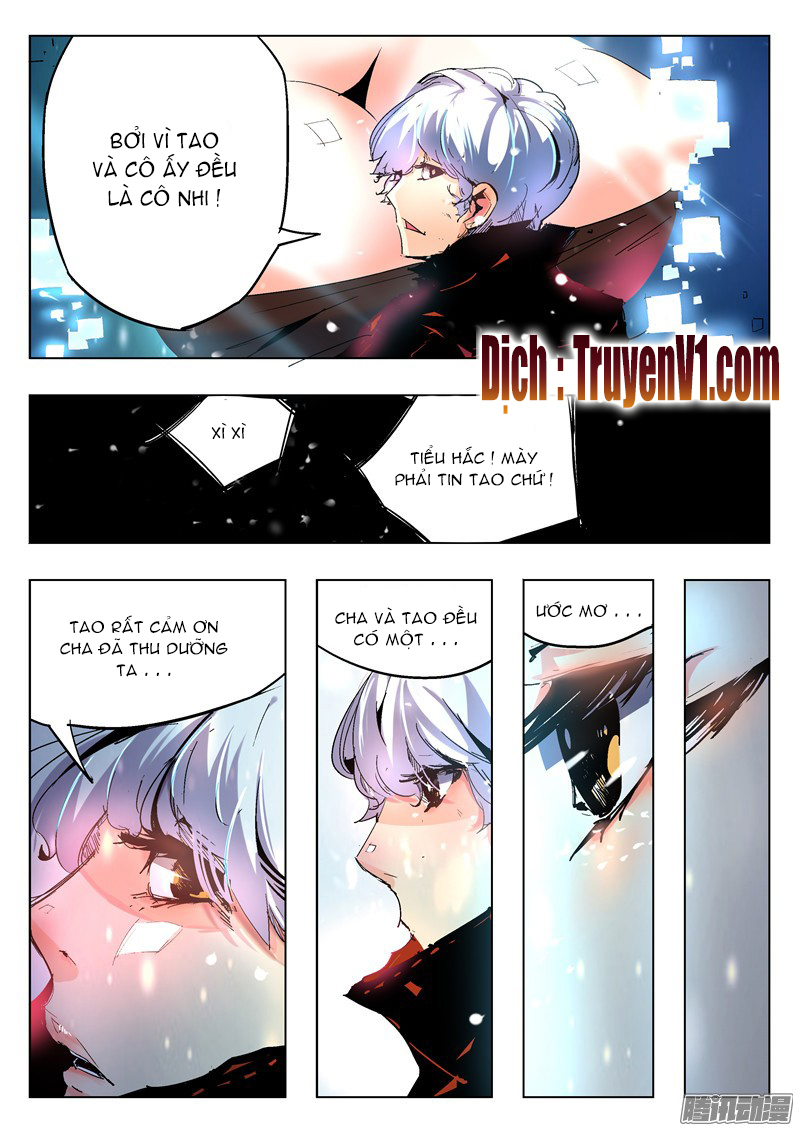 BỞI VÌ TAO
VÀ CÔ ẤY ĐỀU
LÀ CÔ NHI !
Dịch : TruyenV1.com
XÌ XÌ
TIỂU HẮC ! MÀY
PHẢI TIN TAO CHỨ !
TAO RẤT CẢM ƠN
CHA ĐÃ THU DƯỠNG
TA . . .
CHA VÀ TAO ĐỀU
CÓ MỘT . . .
ƯỚC MƠ . . .
腾讯动漫